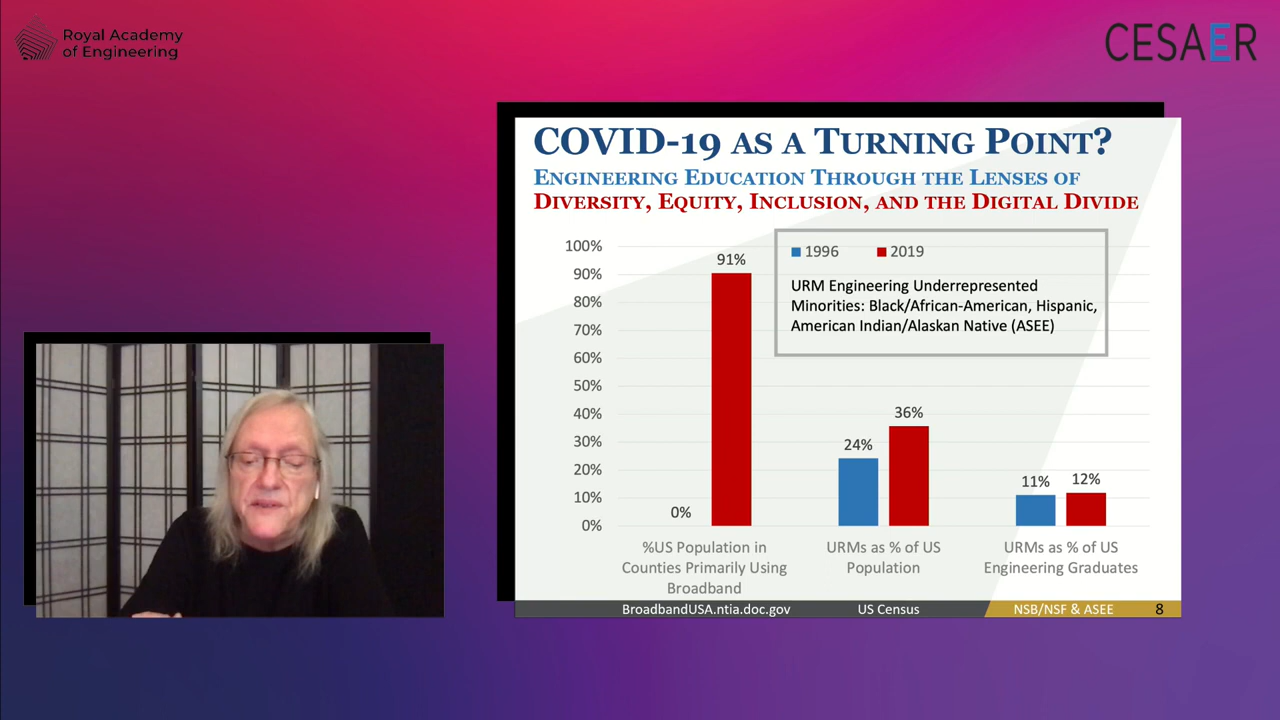 Royal Academy
of Engineering
CESAER
COVID-19 AS A TURNING POINT?
ENGINEERING EDUCATION THROUGH THE LENSES OF
DIVERSITY, EQUITY, INCLUSION, AND THE DIGITAL DIVIDE
1996
2019
URM Engineering Underrepresented
Minorities: Black/African-American, Hispanic,
American Indian/Alaskan Native (ASEE)
100%
90%
80%
70%
60%
50%
40%
30%
20%
10%
0%
0%
91%
24%
36%
11%
12%
%US Population in
Counties Primarily Using
Broadband
URMs as % of US
Population
URMs as % of US
Engineering Graduates
BroadbandUSA.ntia.doc.gov
US Census
NSB/NSF & ASEE
8